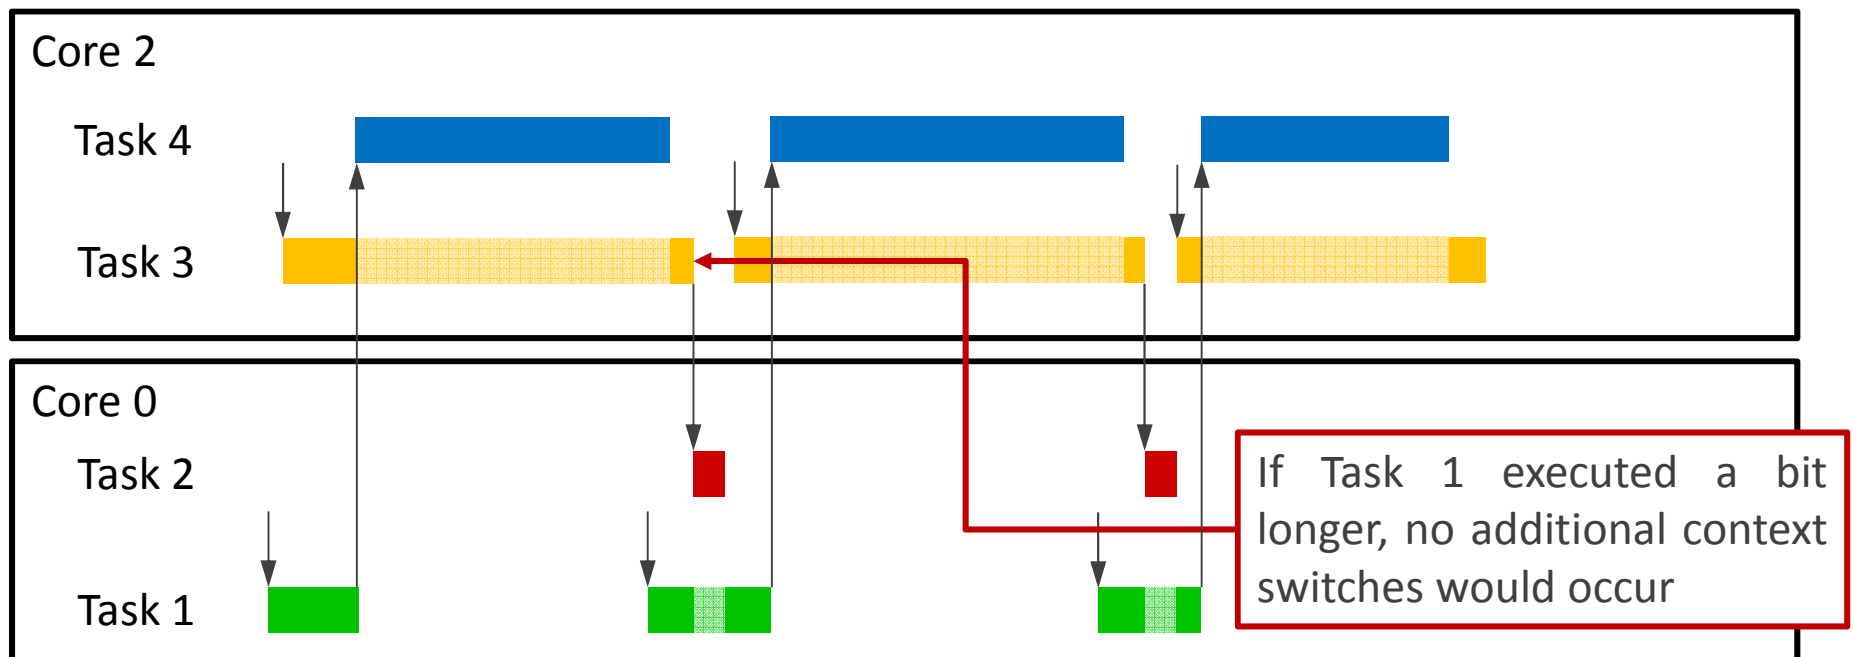 Core 2
Task 4
Task 3
Core 0
Task 2
Task 1
If Task 1 executed a bit
longer, no additional context
switches would occur